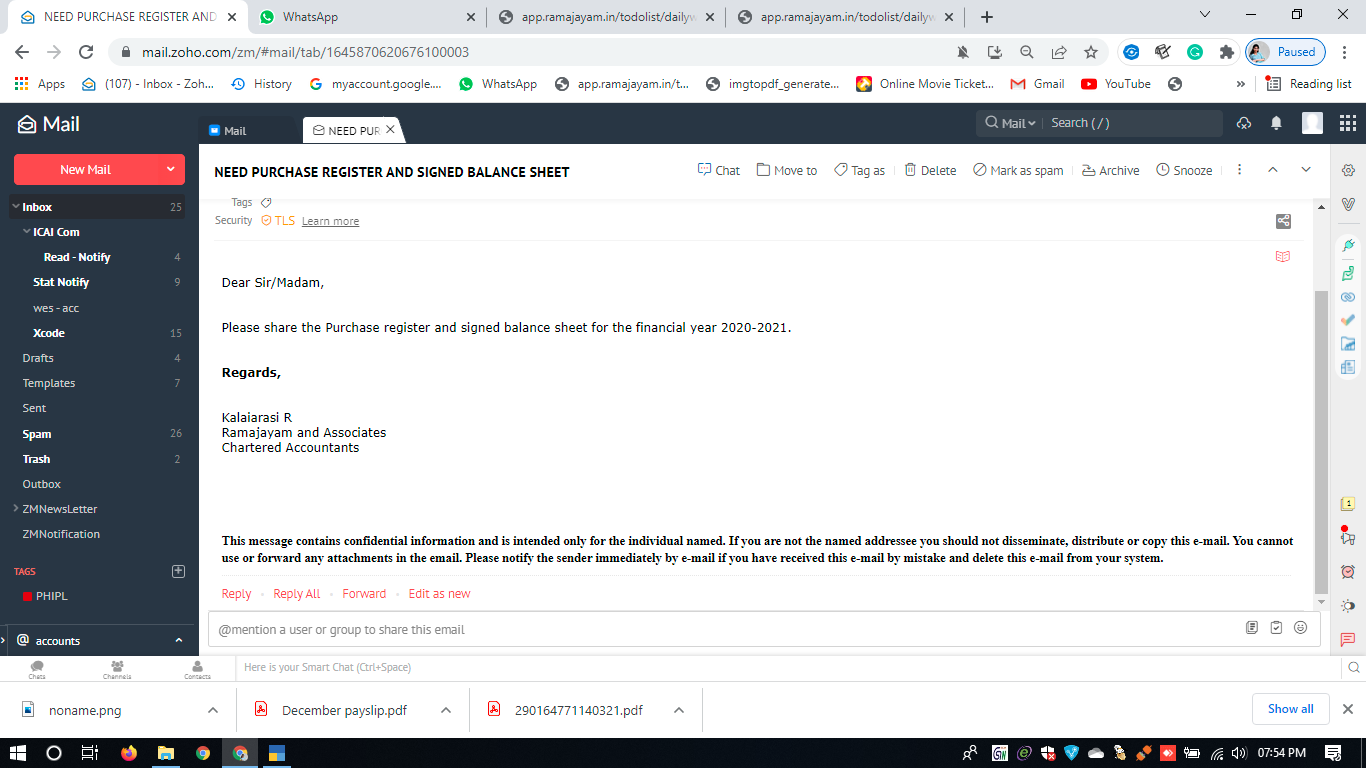 NEED PURCHASE REGISTER AND
WhatsApp
app.ramajayam.in/todolist/dailyw
app.ramajayam.in/todolist/dailyw
mail.zoho.com/zm/#mail/tab/1645870620676100003
Paused
Apps
(107) - Inbox - Zoh...
History
myaccount.google....
WhatsApp
app.ramajayam.in/t...
imgtopdf_generate...
Online Movie Ticket...
Gmail
YouTube
Reading list
Mail
Mail
NEED PUR
Mail
Search ( / )
New Mail
NEED PURCHASE REGISTER AND SIGNED BALANCE SHEET
Chat
Move to
Tag as
Delete
Mark as spam
Archive
Snooze
Inbox 25
ICAI Com
Read - Notify 4
Stat Notify 9
wes - acc
Xcode 15
Drafts 4
Templates 7
Sent
Spam 26
Trash 2
Outbox
ZMNewsLetter
ZMNotification
TAGS
PHIPL
@ accounts
Tags
Security TLS Learn more
Dear Sir/Madam,
Please share the Purchase register and signed balance sheet for the financial year 2020-2021.
Regards,
Kalaiarasi R
Ramajayam and Associates
Chartered Accountants
This message contains confidential information and is intended only for the individual named. If you are not the named addressee you should not disseminate, distribute or copy this e-mail. You cannot
use or forward any attachments in the email. Please notify the sender immediately by e-mail if you have received this e-mail by mistake and delete this e-mail from your system.
Reply
Reply All
Forward
Edit as new
@mention a user or group to share this email
1
Chats
Channels
Contacts
Here is your Smart Chat (Ctrl+Space)
noname.png
December payslip.pdf
290164771140321.pdf
Show all
07:54 PM